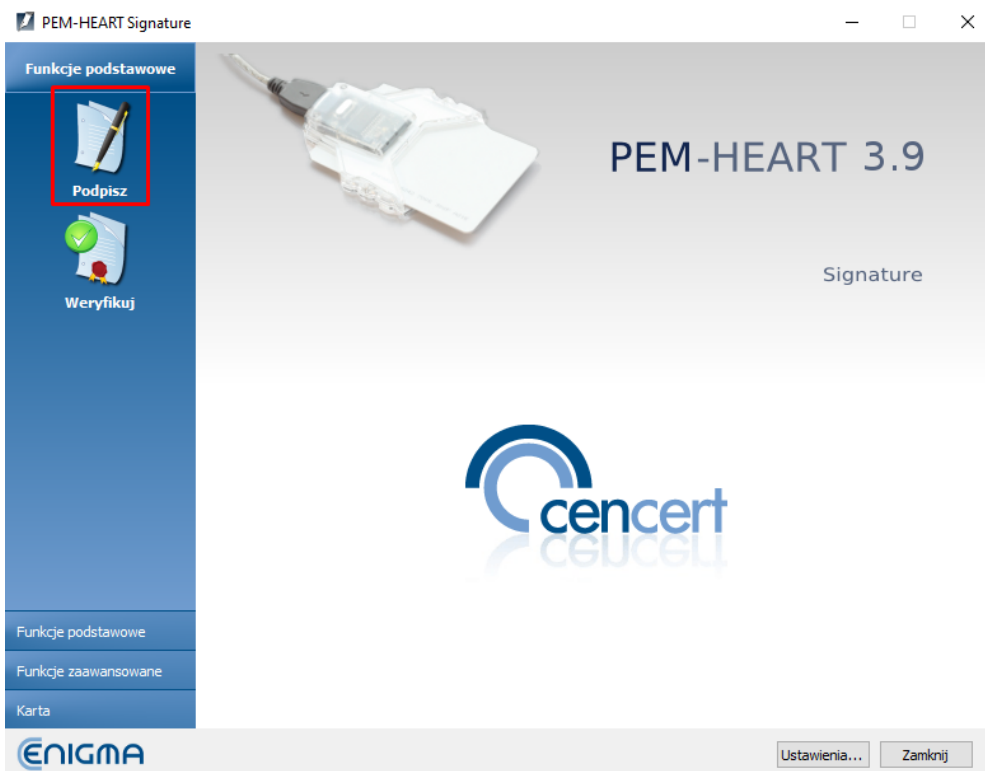 PEM-HEART Signature
Funkcje podstawowe
Podpisz
Weryfikuj
PEM-HEART 3.9
Signature
cencert
Funkcje podstawowe
Funkcje zaawansowane
Karta
ENIGMA
Ustawienia...
Zamknij